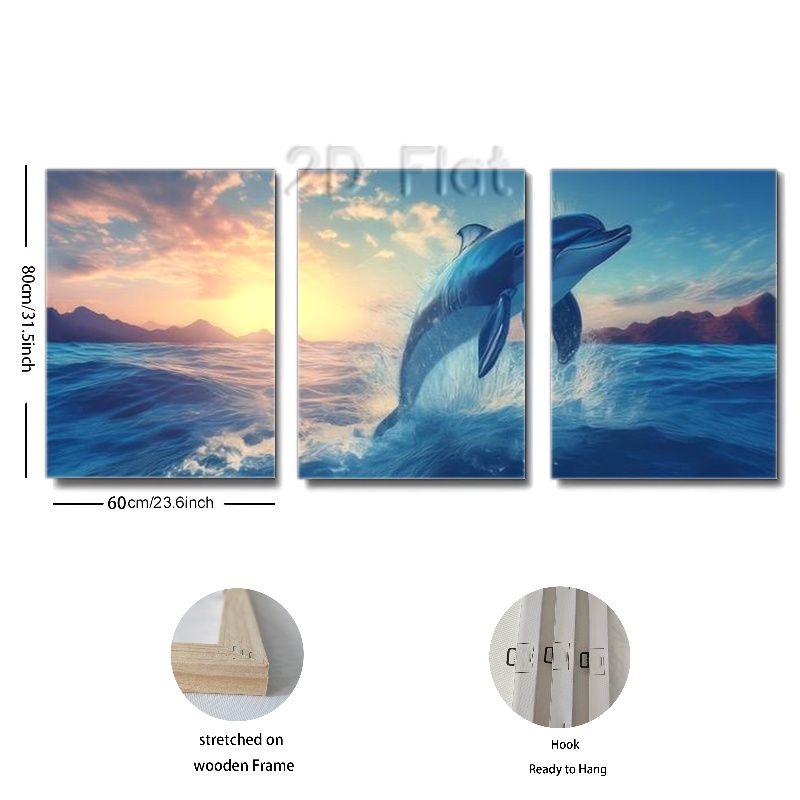 2D Flat
80cm/31.5inch
60cm/23.6inch
stretched on
wooden Frame
Hook
Ready to Hang